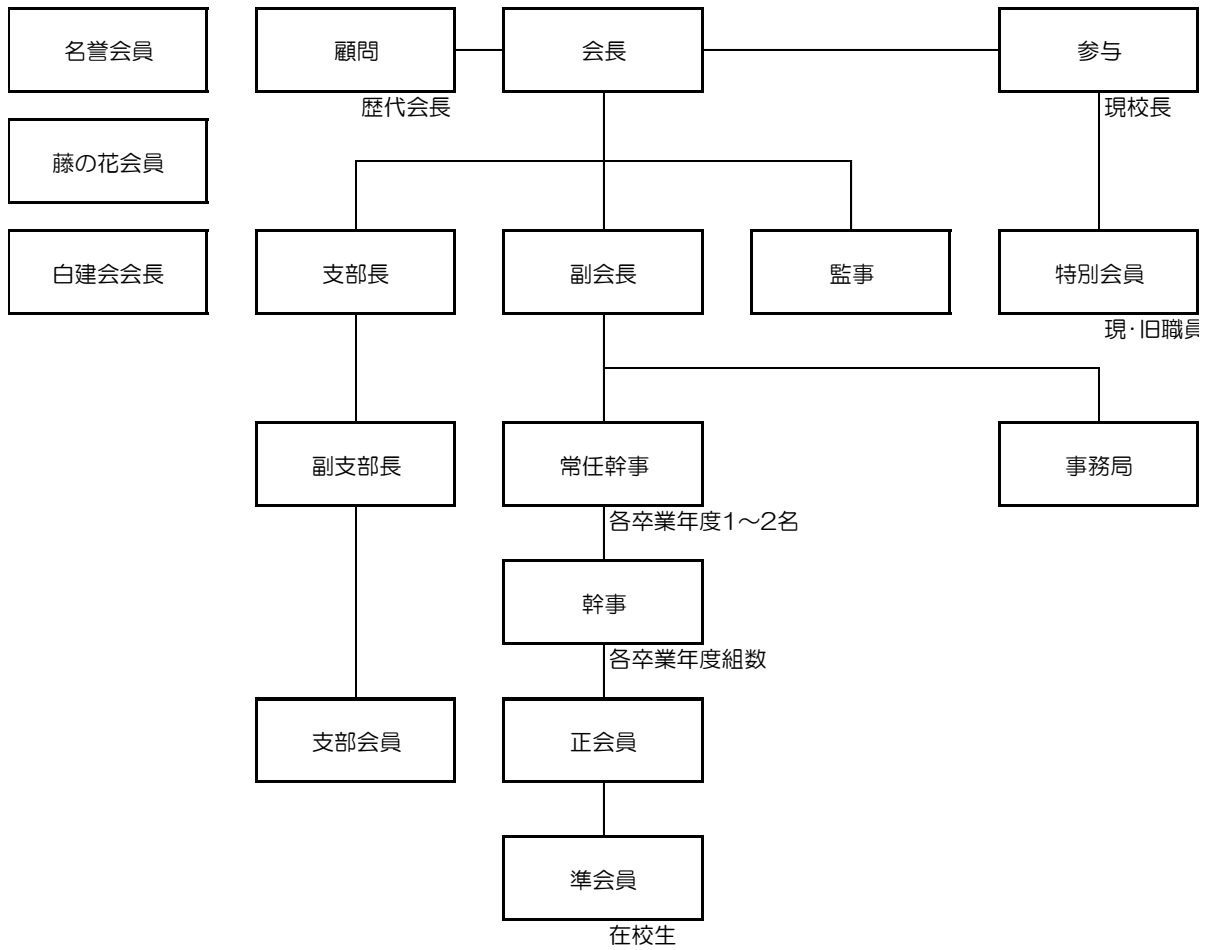 名誉会員
顧問
会長
参与
歴代会長
現校長
藤の花会員
白建会会長
支部長
副会長
監事
特別会員
現・旧職員
副支部長
常任幹事
事務局
各卒業年度1～2名
幹事
各卒業年度組数
支部会員
正会員
準会員
在校生